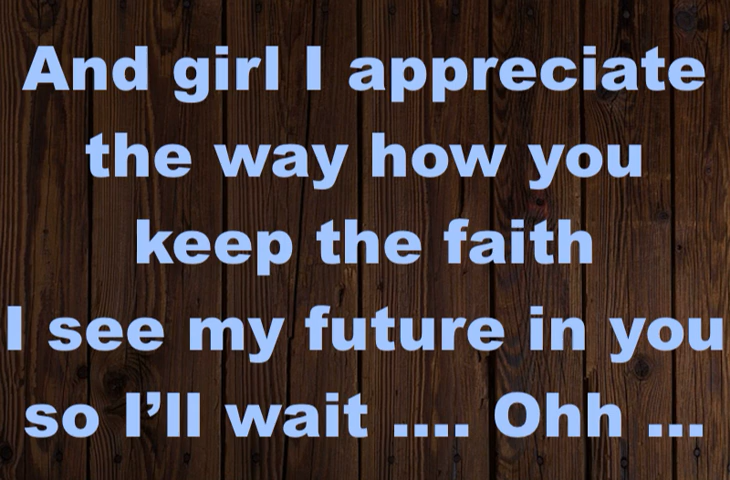 And girl I appreciate
the way how you
keep the faith
I see my future in you
so I’ll wait .... Ohh ...